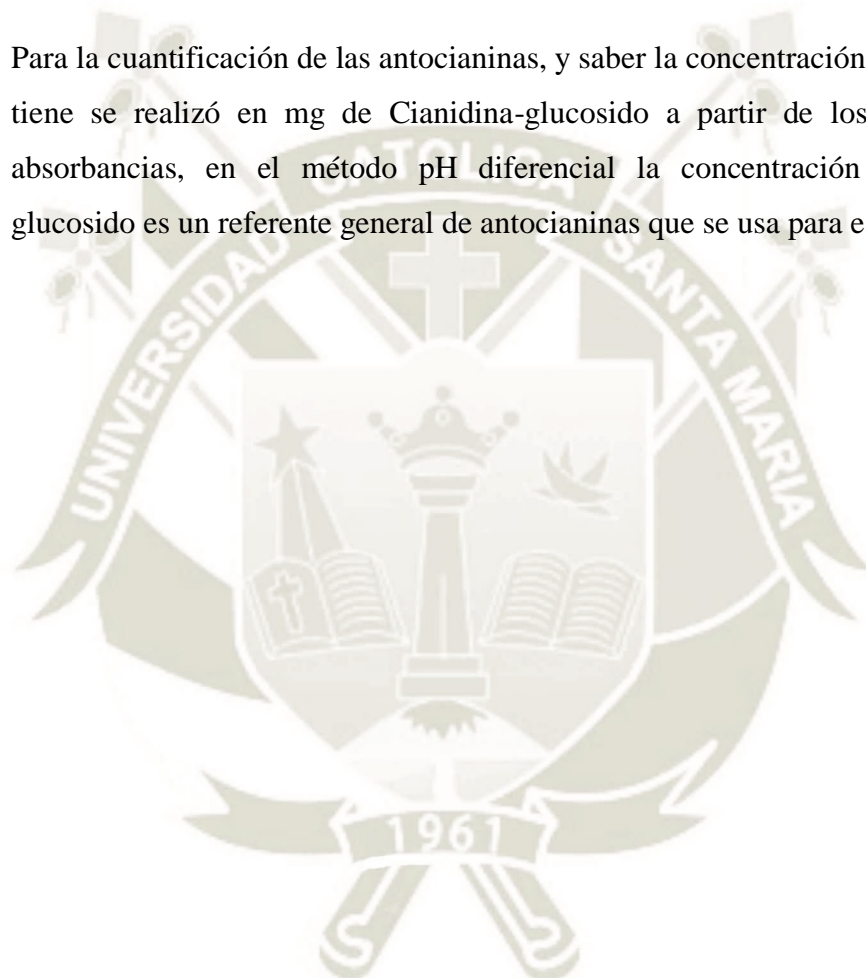 Para la cuantificación de las antocianinas, y saber la concentración
tiene se realizó en mg de Cianidina-glucosido a partir de los
absorbancias, en el método pH diferencial la concentración
glucosido es un referente general de antocianinas que se usa para e
UNIVERSIDAD CATOLICA SANTA MARIA
1961